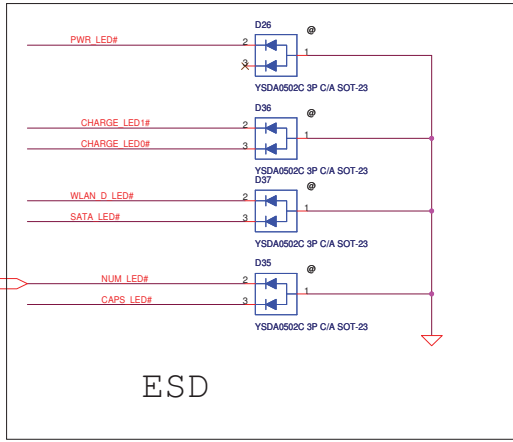 D26
@
PWR_LED#
2
1
3
YSDA0502C 3P C/A SOT-23
D36
@
CHARGE_LED1#
2
1
CHARGE_LED0#
3
YSDA0502C 3P C/A SOT-23
D37
@
WLAN_D_LED#
2
1
SATA_LED#
3
YSDA0502C 3P C/A SOT-23
D35
@
NUM_LED#
2
1
CAPS_LED#
3
YSDA0502C 3P C/A SOT-23
ESD